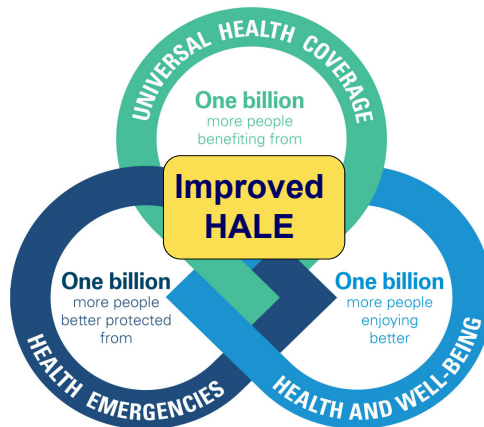 UNIVERSAL HEALTH COVERAGE
One billion
more people
benefiting from
Improved
HALE
One billion
more people
better protected
from
HEALTH EMERGENCIES
One billion
more people
enjoying
better
HEALTH AND WELL-BEING